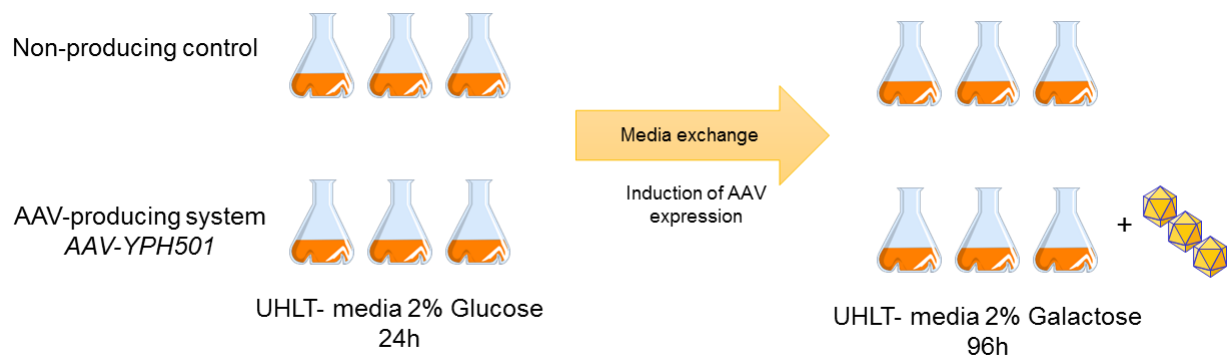 Non-producing control
Media exchange
Induction of AAV
expression
AAV-producing system
AAV-YPH501
+
UHLT- media 2% Glucose
24h
UHLT- media 2% Galactose
96h